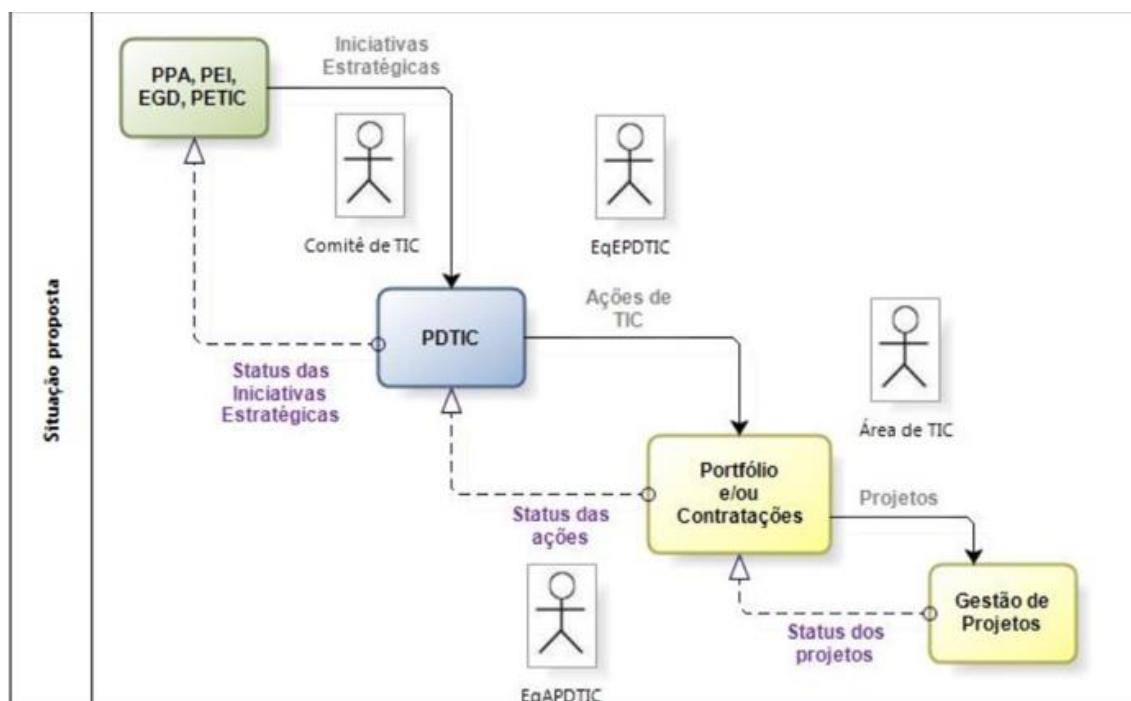 Situação proposta
PPA, PEI,
EGD, PETIC
Iniciativas
Estratégicas
Comitê de TIC
EqEPDTIC
PDTIC
Ações de
TIC
Status das
Iniciativas
Estratégicas
Área de TIC
Portfólio
e/ou
Contratações
Projetos
Status das
ações
EqAPDTIC
Gestão de
Projetos
Status dos
projetos